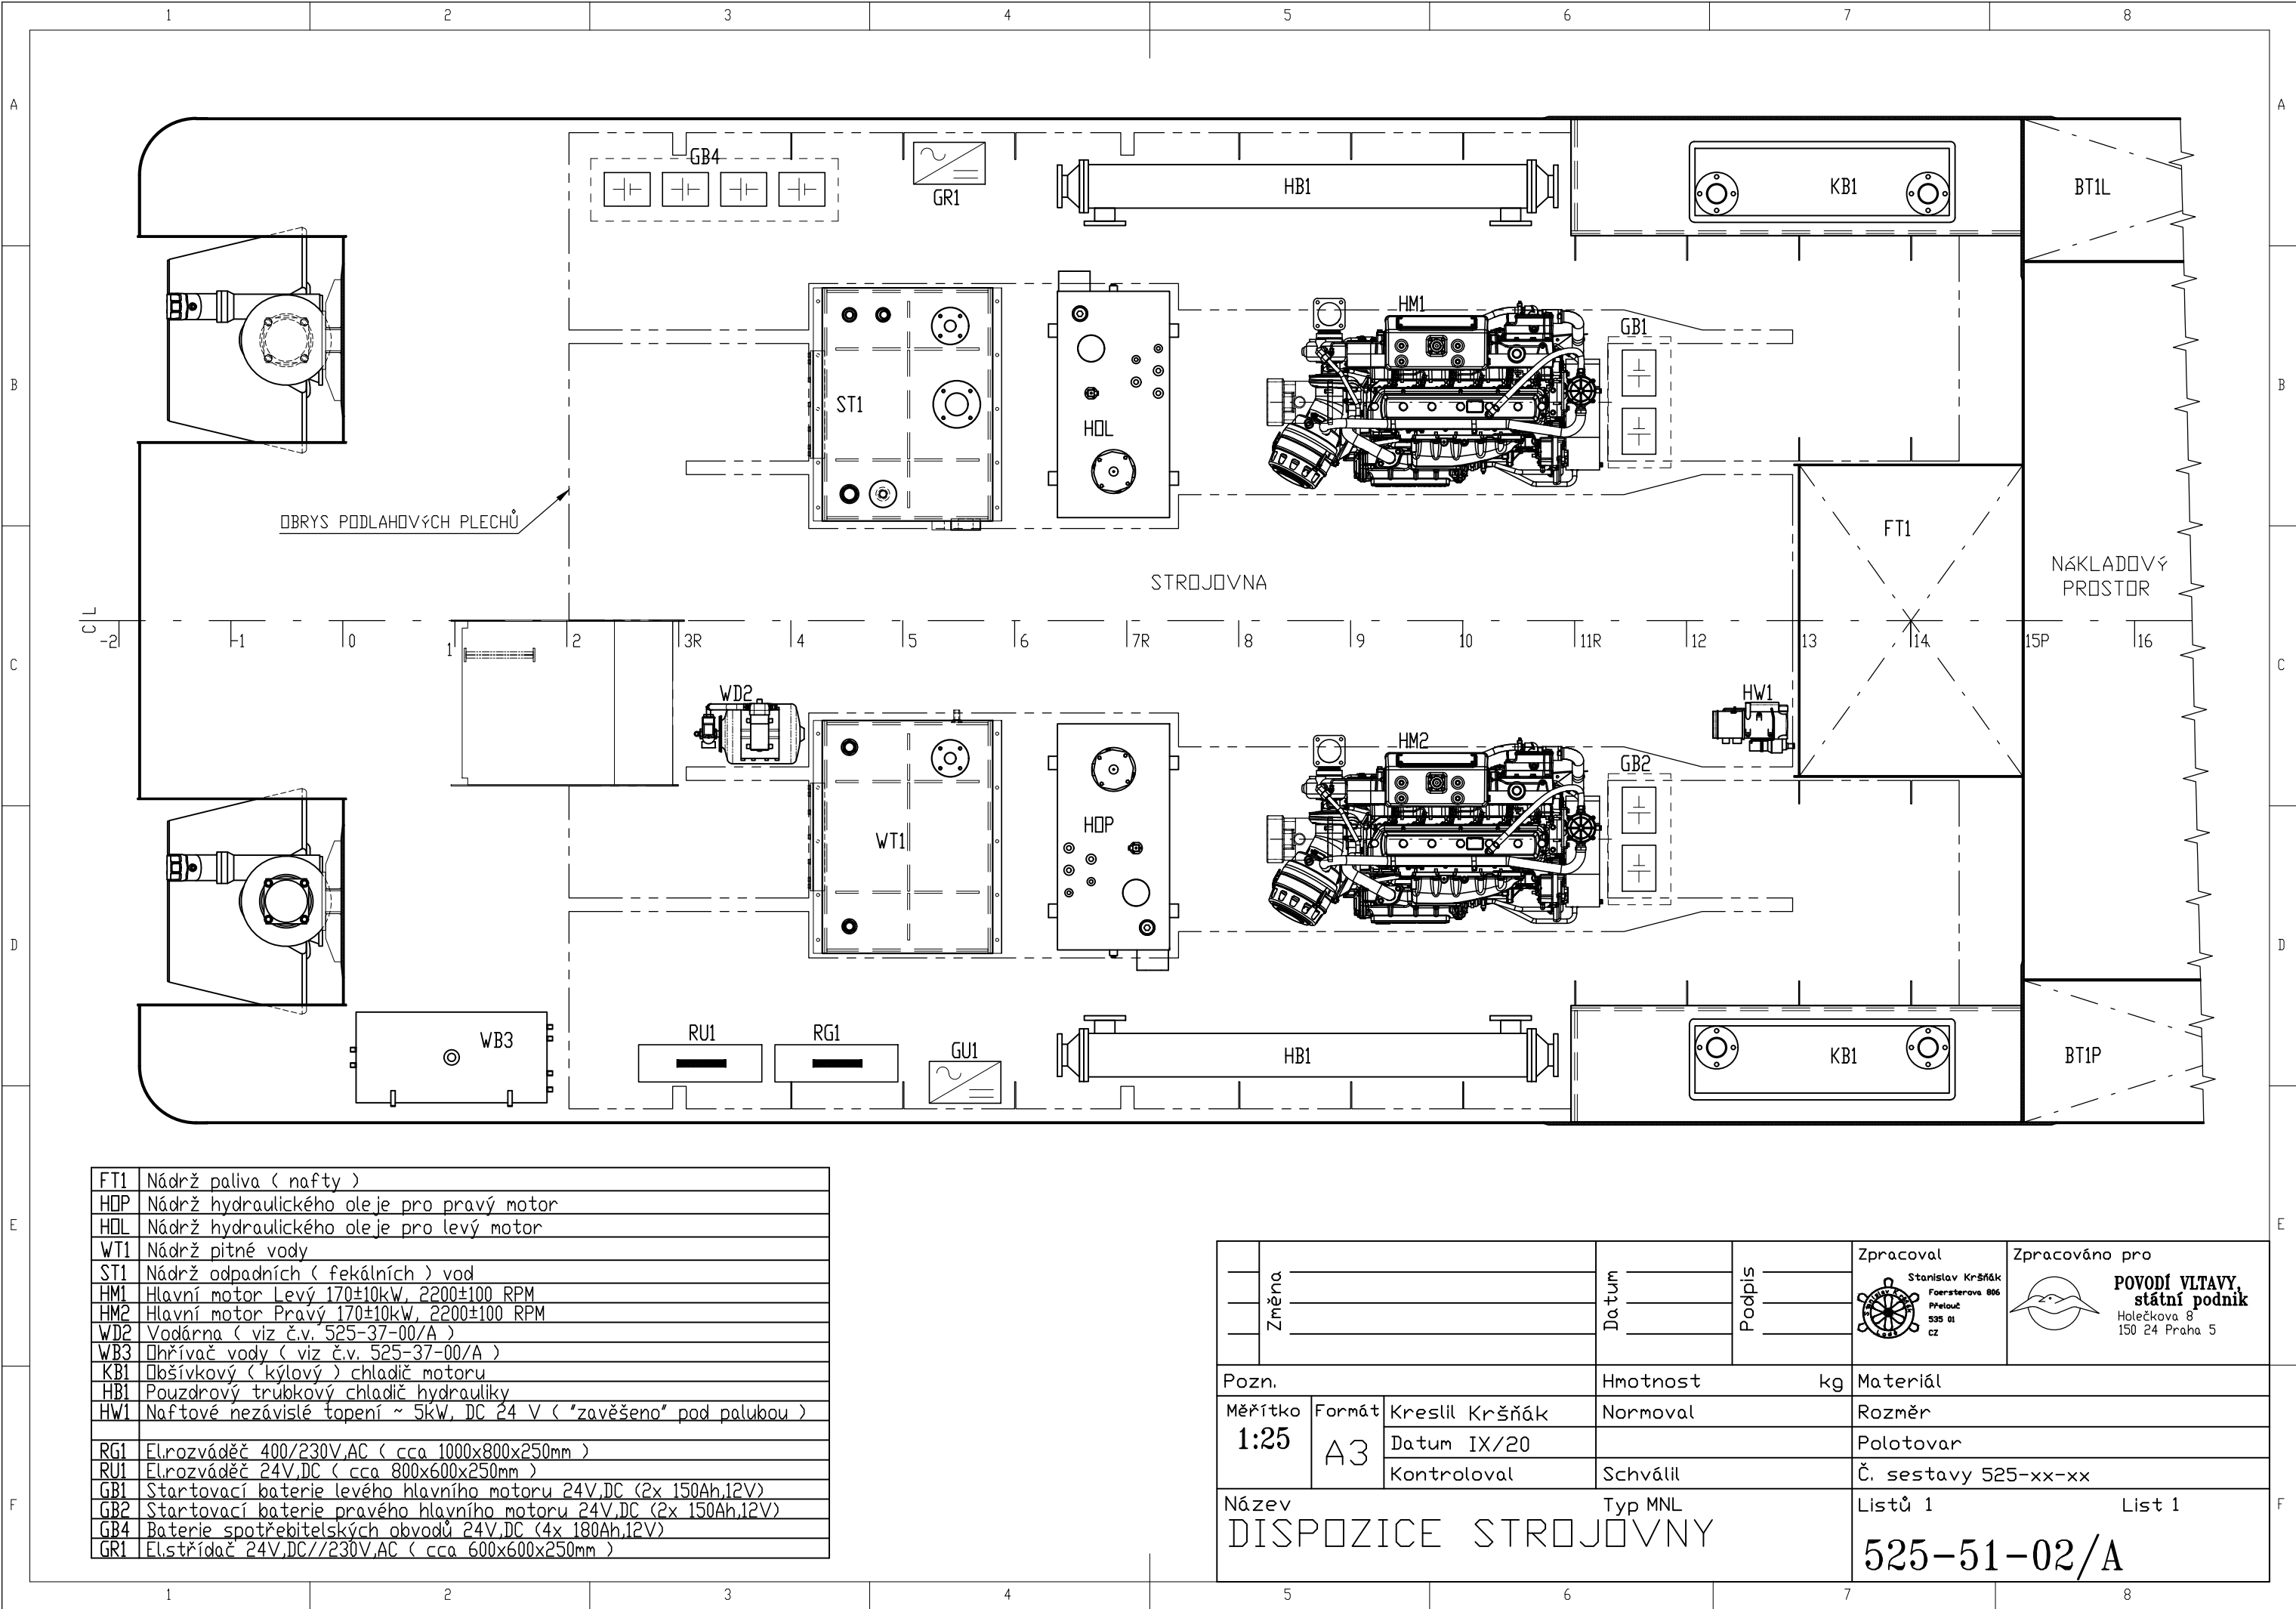 1 2 3 4 5 6 7 8
A A
GB4
GR1
HB1
KB1
BT1L
HM1
GB1
B B
ST1
HOL
OBRYS PODLAHOVÝCH PLECHŮ
FT1
STROJOVNA
NÁKLADOVÝ
PROSTOR
CL
-2 -1 0 1 2 3R 4 5 6 7R 8 9 10 11R 12 13 14 15P 16
C C
WD2
HW1
HM2
GB2
HOP
WT1
D D
WB3
RU1
RG1
GU1
HB1
KB1
BT1P
FT1 Nádrž paliva ( nafty )
HOP Nádrž hydraulického oleje pro pravý motor
HOL Nádrž hydraulického oleje pro levý motor
WT1 Nádrž pitné vody
ST1 Nádrž odpadních ( fekálních ) vod
HM1 Hlavní motor Levý 170±10kW, 2200±100 RPM
HM2 Hlavní motor Pravý 170±10kW, 2200±100 RPM
WD2 Vodárna ( viz č.v. 525-37-00/A )
WB3 Ohřívač vody ( viz č.v. 525-37-00/A )
KB1 Obšívkový ( kýlový ) chladič motoru
HB1 Pouzdrový trubkový chladič hydrauliky
HW1 Naftové nezávislé topení ~ 5kW, DC 24 V ( "zavěšeno" pod palubou )
RG1 El.rozváděč 400/230V,AC ( cca 1000x800x250mm )
RU1 El.rozváděč 24V,DC ( cca 800x600x250mm )
GB1 Startovací baterie levého hlavního motoru 24V,DC (2x 150Ah,12V)
GB2 Startovací baterie pravého hlavního motoru 24V,DC (2x 150Ah,12V)
GB4 Baterie spotřebitelských obvodů 24V,DC (4x 180Ah,12V)
GR1 El.střídač 24V,DC//230V,AC ( cca 600x600x250mm )
E E
Změna
Datum
Podpis
Zpracoval
Stanislav Kršňák
Foersterova 806
Přelouč
535 01
CZ
Stanislav Kršňák
Lodě
Zpracováno pro
POVODÍ VLTAVY,
státní podnik
Holečkova 8
150 24 Praha 5
Pozn.
Hmotnost kg
Materiál
Měřítko
1:25
Formát
A3
Kreslil Kršňák
Datum IX/20
Kontroloval
Normoval
Schválil
Rozměr
Polotovar
Č. sestavy 525-xx-xx
F F
Název
Typ MNL
DISPOZICE STROJOVNY
Listů 1 List 1
525-51-02/A
1 2 3 4 5 6 7 8